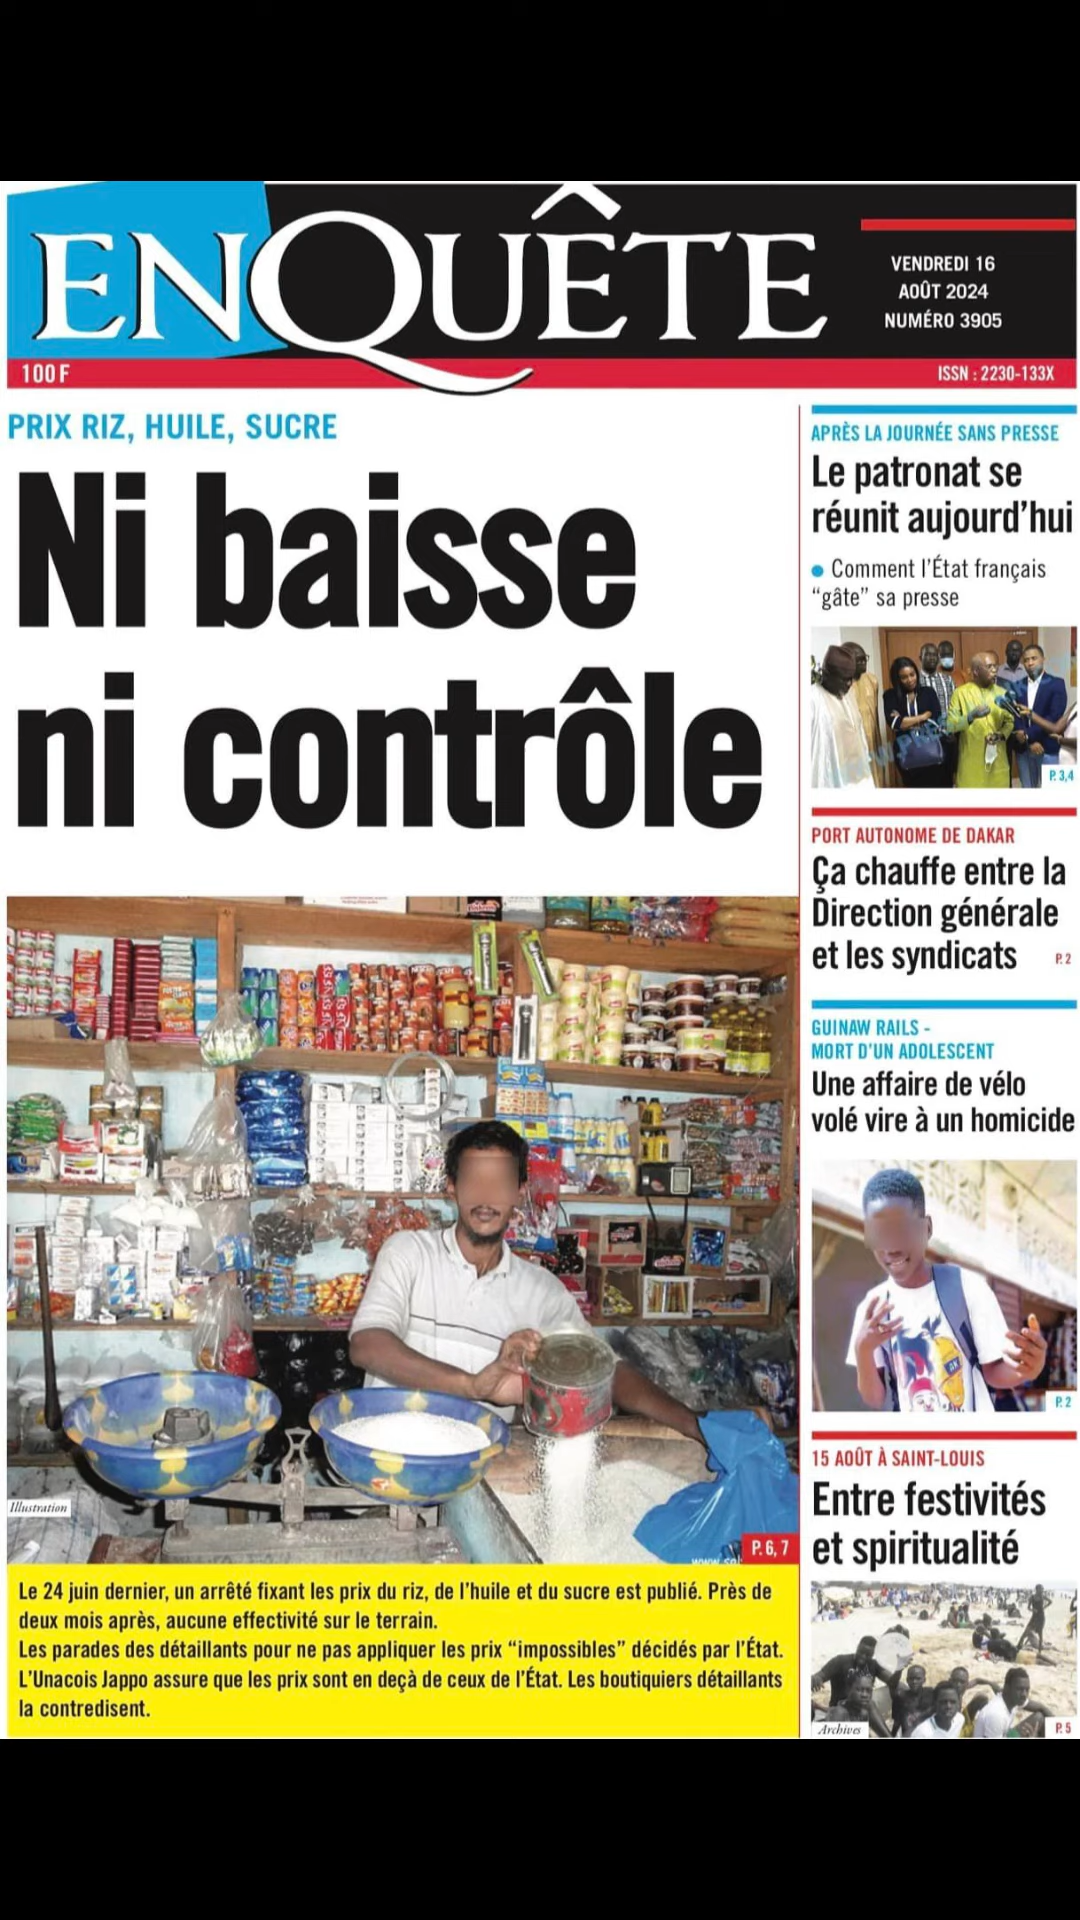 ENQUÊTE
VENDREDI 16
AOÛT 2024
NUMÉRO 3905
100 F
ISSN : 2230-133X
PRIX RIZ, HUILE, SUCRE
Ni baisse
ni contrôle
P. 6, 7
Illustration
Le 24 juin dernier, un arrêté fixant les prix du riz, de l'huile et du sucre est publié. Près de
deux mois après, aucune effectivité sur le terrain.
Les parades des détaillants pour ne pas appliquer les prix “impossibles” décidés par l'État.
L'Unacois Jappo assure que les prix sont en deçà de ceux de l'État. Les boutiquiers détaillants
la contredisent.
APRÈS LA JOURNÉE SANS PRESSE
Le patronat se
réunit aujourd'hui
● Comment l'État français
“gâte” sa presse
P. 3,4
PORT AUTONOME DE DAKAR
Ça chauffe entre la
Direction générale
et les syndicats
P. 2
GUINAW RAILS -
MORT D'UN ADOLESCENT
Une affaire de vélo
volé vire à un homicide
P. 2
15 AOÛT À SAINT-LOUIS
Entre festivités
et spiritualité
Archives
P. 5